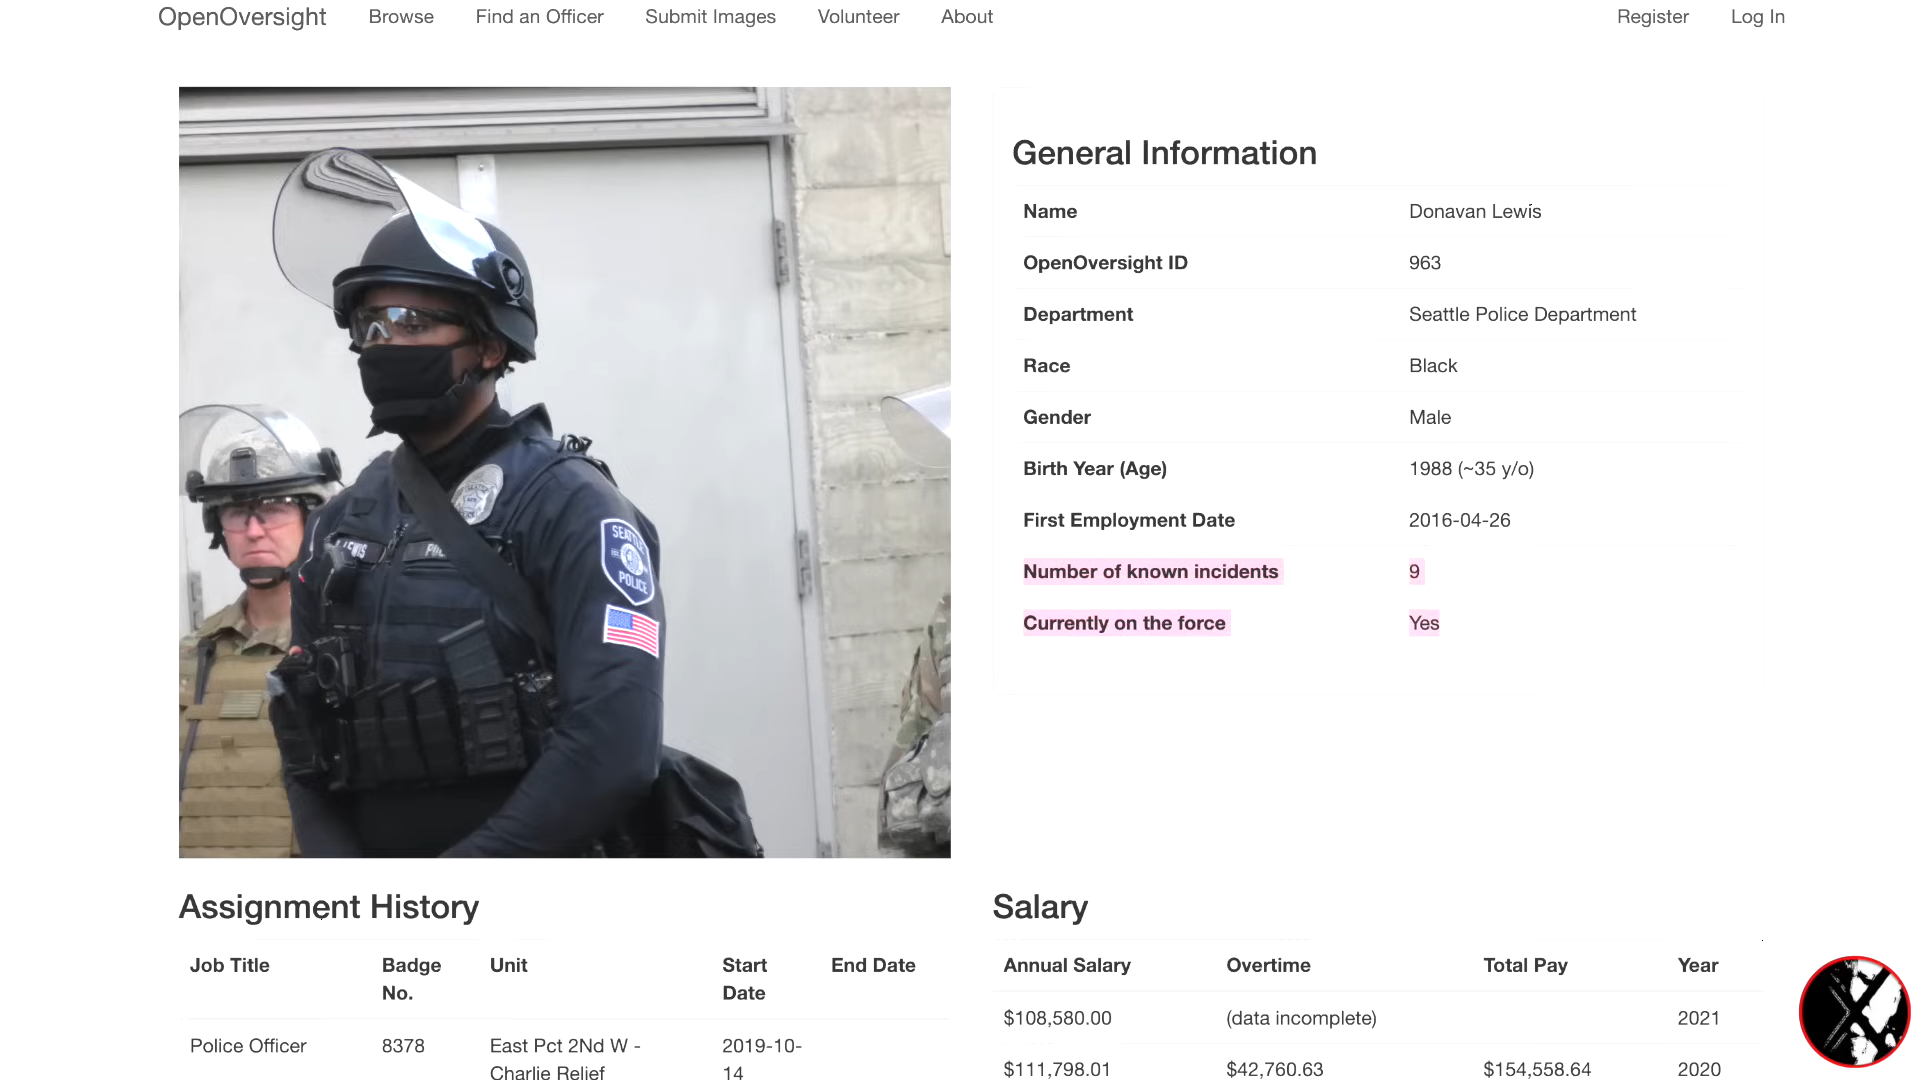 OpenOversight Browse Find an Officer Submit Images Volunteer About Register Log In
LEWIS
SEATTLE
POLICE
General Information
Name Donavan Lewis
OpenOversight ID 963
Department Seattle Police Department
Race Black
Gender Male
Birth Year (Age) 1988 (~35 y/o)
First Employment Date 2016-04-26
Number of known incidents 9
Currently on the force Yes
Assignment History
Job Title Badge No. Unit Start Date End Date
Police Officer 8378 East Pct 2Nd W - Charlie Relief 2019-10-14
Salary
Annual Salary Overtime Total Pay Year
$108,580.00 (data incomplete) 2021
$111,798.01 $42,760.63 $154,558.64 2020